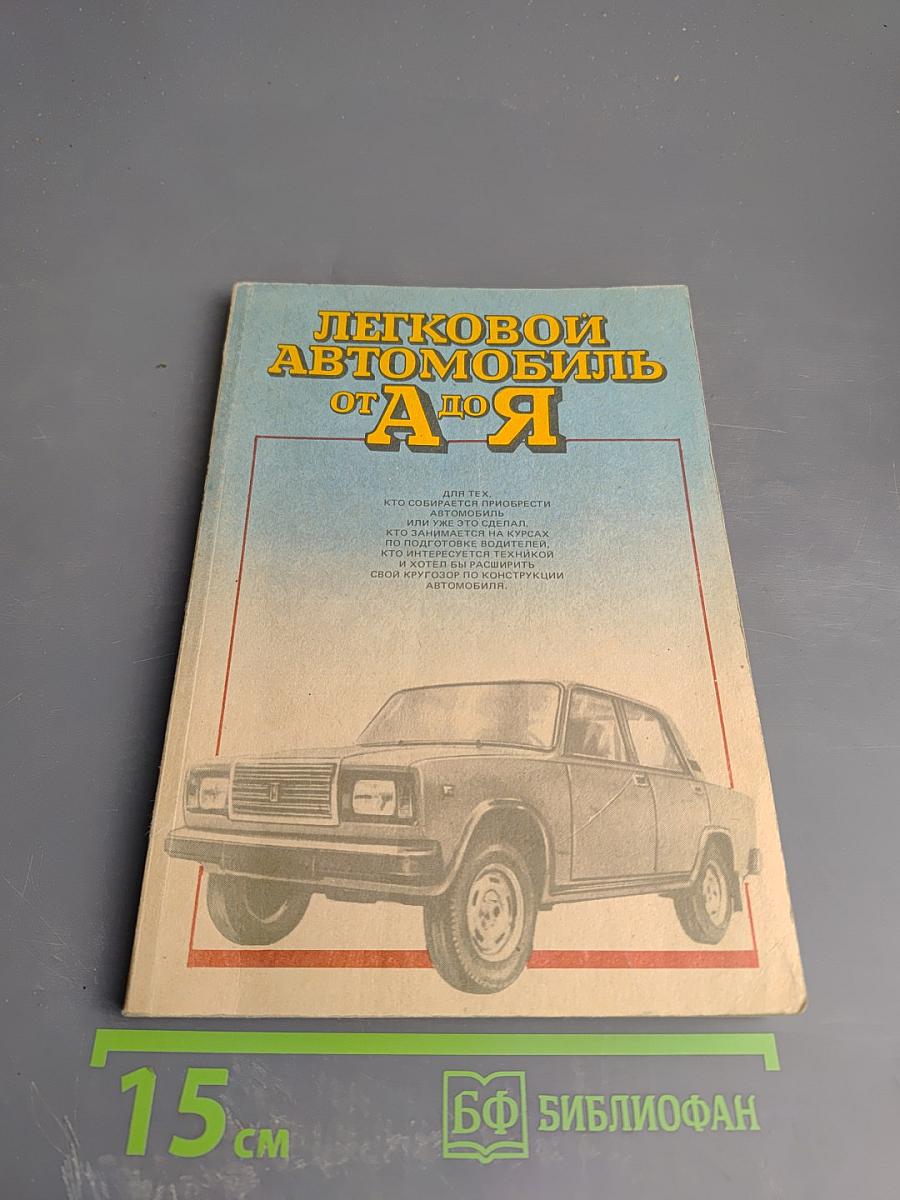 ЛЕГКОВОЙ
АВТОМОБИЛЬ
ОТ А ДО Я
ДЛЯ ТЕХ,
КТО СОБИРАЕТСЯ ПРИОБРЕСТИ
АВТОМОБИЛЬ
ИЛИ УЖЕ ЭТО СДЕЛАЛ,
КТО ЗАНИМАЕТСЯ НА КУРСАХ
ПО ПОДГОТОВКЕ ВОДИТЕЛЕЙ,
КТО ИНТЕРЕСУЕТСЯ ТЕХНИКОЙ
И ХОТЕЛ БЫ РАСШИРИТЬ
СВОЙ КРУГОЗОР ПО КОНСТРУКЦИИ
АВТОМОБИЛЯ.
15 см
БФ БИБЛИОФАН